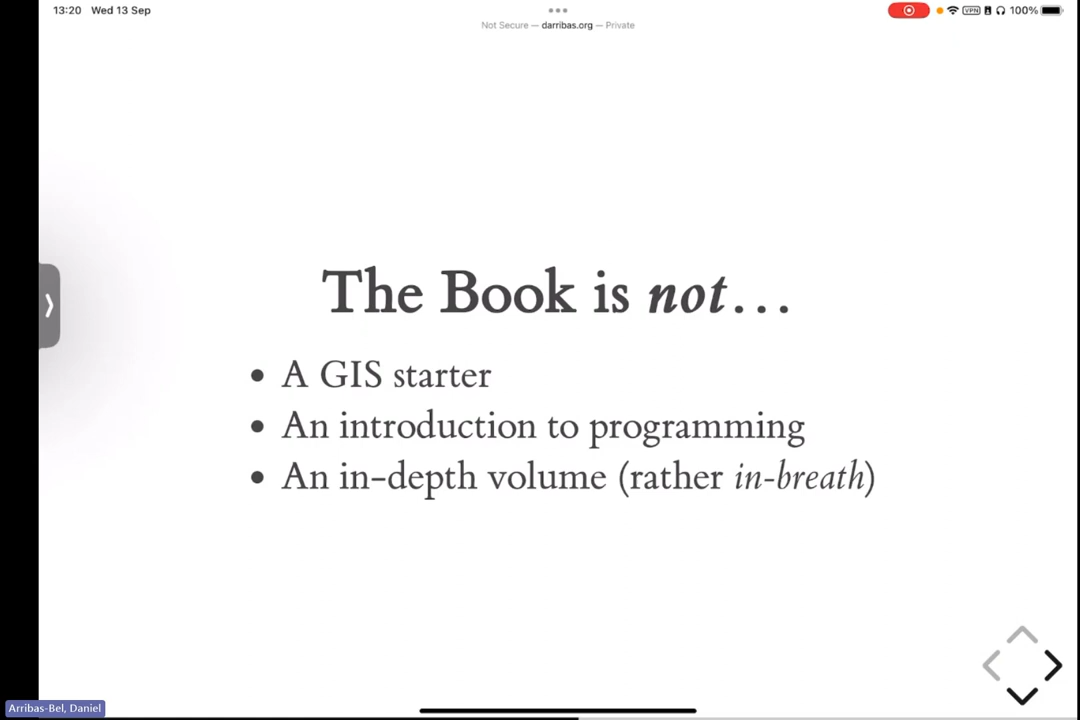 13:20 Wed 13 Sep
VPN 100%
Not Secure — darribas.org — Private
The Book is not...
• A GIS starter
• An introduction to programming
• An in-depth volume (rather in-breath)
Arribas-Bel, Daniel